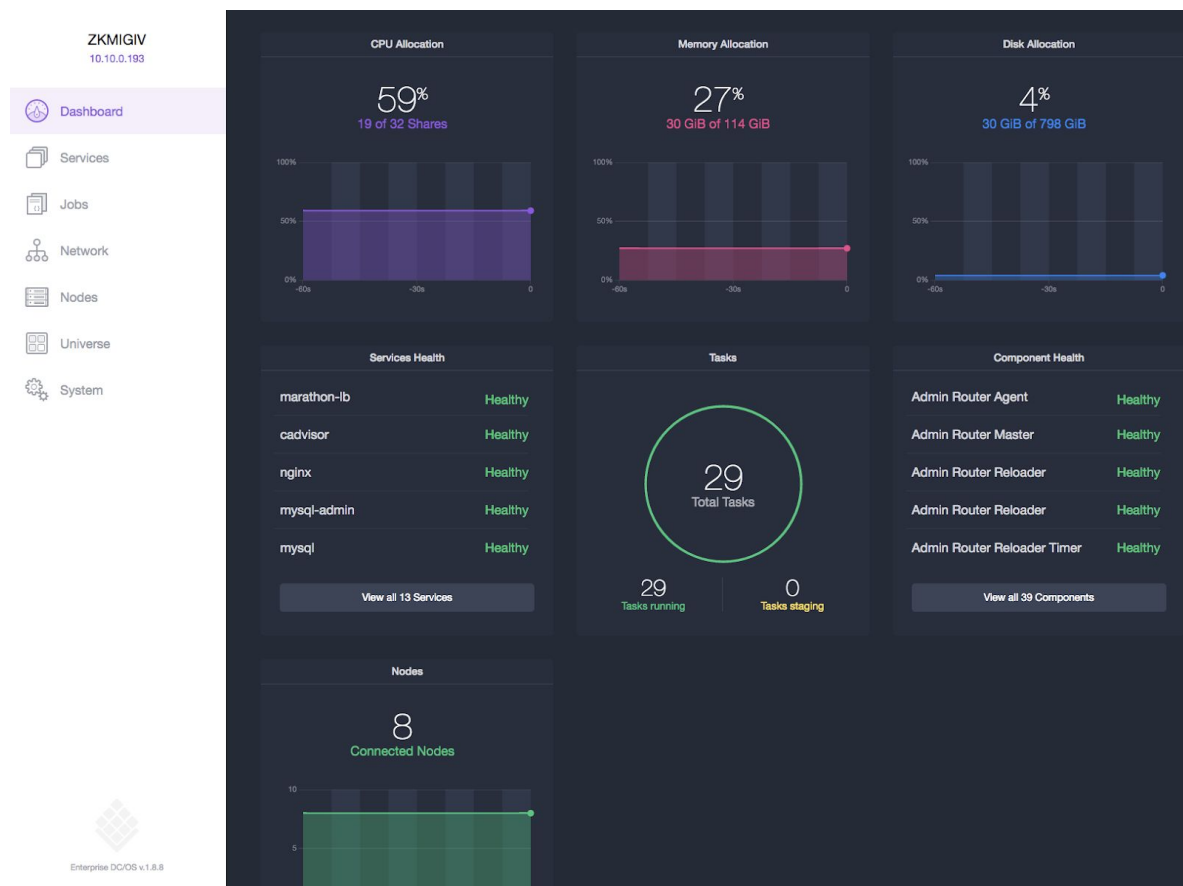 ZKMIGIV
10.10.0.193
Dashboard
Services
Jobs
Network
Nodes
Universe
System
Enterprise DC/OS v.1.8.8
CPU Allocation
59%
19 of 32 Shares
100%
50%
0%
-60s
-30s
0
Memory Allocation
27%
30 GiB of 114 GiB
100%
50%
0%
-60s
-30s
0
Disk Allocation
4%
30 GiB of 798 GiB
100%
50%
0%
-60s
-30s
0
Services Health
marathon-lb Healthy
cadvisor Healthy
nginx Healthy
mysql-admin Healthy
mysql Healthy
View all 13 Services
Tasks
29
Total Tasks
29
Tasks running
0
Tasks staging
Component Health
Admin Router Agent Healthy
Admin Router Master Healthy
Admin Router Reloader Healthy
Admin Router Reloader Healthy
Admin Router Reloader Timer Healthy
View all 39 Components
Nodes
8
Connected Nodes
10
5